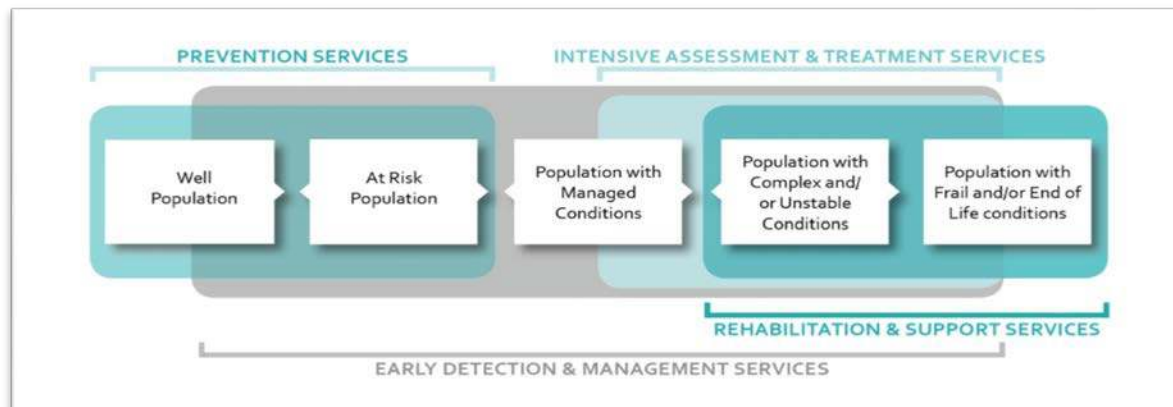 PREVENTION SERVICES
INTENSIVE ASSESSMENT & TREATMENT SERVICES
Well
Population
At Risk
Population
Population with
Managed
Conditions
Population with
Complex and/
or Unstable
Conditions
Population with
Frail and/or End of
Life conditions
REHABILITATION & SUPPORT SERVICES
EARLY DETECTION & MANAGEMENT SERVICES